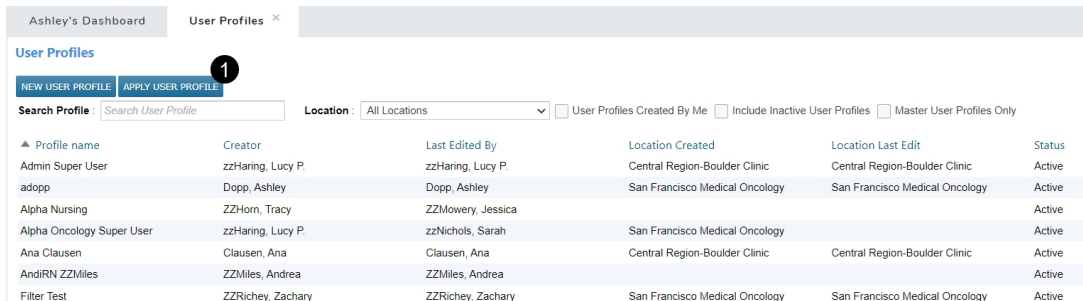 Ashley's Dashboard User Profiles ×
User Profiles
1
NEW USER PROFILE APPLY USER PROFILE
Search Profile : Search User Profile Location : All Locations User Profiles Created By Me Include Inactive User Profiles Master User Profiles Only
Profile name Creator Last Edited By Location Created Location Last Edit Status
Admin Super User zzHaring, Lucy P. zzHaring, Lucy P. Central Region-Boulder Clinic Central Region-Boulder Clinic Active
adopp Dopp, Ashley Dopp, Ashley San Francisco Medical Oncology San Francisco Medical Oncology Active
Alpha Nursing ZZHorn, Tracy ZZMowery, Jessica Active
Alpha Oncology Super User zzHaring, Lucy P. zzNichols, Sarah San Francisco Medical Oncology Active
Ana Clausen Clausen, Ana Clausen, Ana Central Region-Boulder Clinic Central Region-Boulder Clinic Active
AndiRN ZZMiles ZZMiles, Andrea ZZMiles, Andrea Active
Filter Test ZZRichey, Zachary ZZRichey, Zachary San Francisco Medical Oncology San Francisco Medical Oncology Active